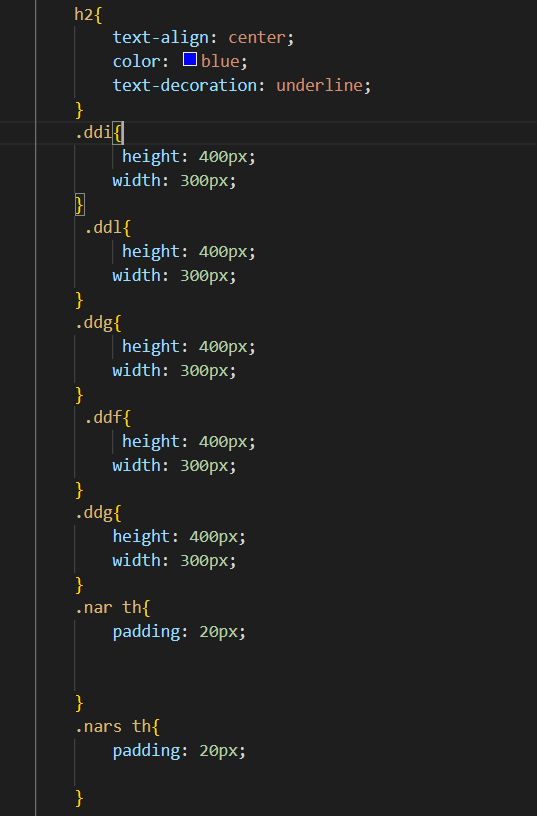 h2{
    text-align: center;
    color: blue;
    text-decoration: underline;
}
.ddi{
     height: 400px;
    width: 300px;
}
 .ddl{
     height: 400px;
    width: 300px;
}
.ddg{
     height: 400px;
    width: 300px;
}
 .ddf{
     height: 400px;
    width: 300px;
}
.ddg{
    height: 400px;
    width: 300px;
}
.nar th{
    padding: 20px;
}
.nars th{
    padding: 20px;
}